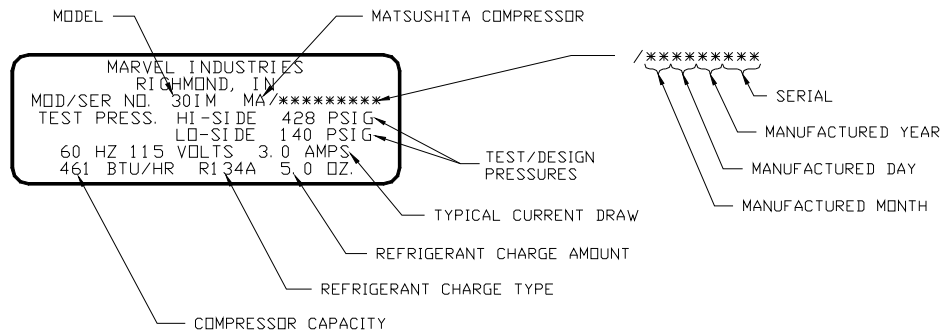 MODEL
MATSUSHITA COMPRESSOR
MARVEL INDUSTRIES
RICHMOND, IN
MOD/SER NO. 30IM MA/*********
TEST PRESS. HI-SIDE 428 PSIG
LO-SIDE 140 PSIG
60 HZ 115 VOLTS 3.0 AMPS
461 BTU/HR R134A 5.0 OZ.
/*********
SERIAL
MANUFACTURED YEAR
MANUFACTURED DAY
MANUFACTURED MONTH
TEST/DESIGN
PRESSURES
TYPICAL CURRENT DRAW
REFRIGERANT CHARGE AMOUNT
REFRIGERANT CHARGE TYPE
COMPRESSOR CAPACITY